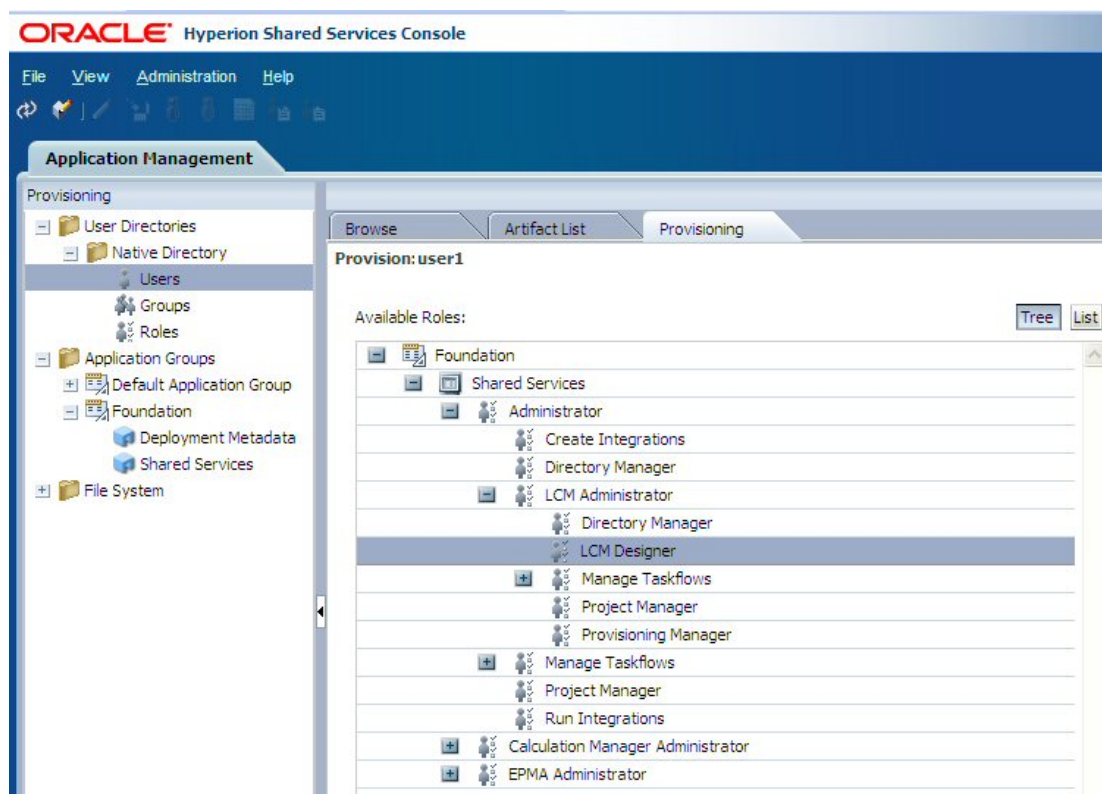 ORACLE Hyperion Shared Services Console
File View Administration Help
Application Management
Provisioning
User Directories
Native Directory
Users
Groups
Roles
Application Groups
Default Application Group
Foundation
Deployment Metadata
Shared Services
File System
Browse Artifact List Provisioning
Provision:user1
Available Roles: Tree List
Foundation
Shared Services
Administrator
Create Integrations
Directory Manager
LCM Administrator
Directory Manager
LCM Designer
Manage Taskflows
Project Manager
Provisioning Manager
Manage Taskflows
Project Manager
Run Integrations
Calculation Manager Administrator
EPMA Administrator